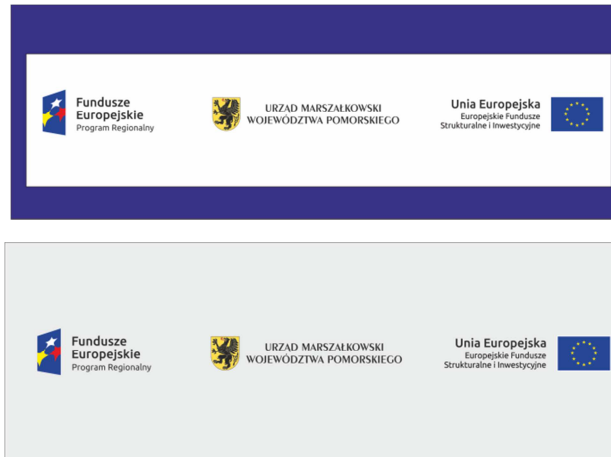 Fundusze
Europejskie
Program Regionalny
URZĄD MARSZAŁKOWSKI
WOJEWÓDZTWA POMORSKIEGO
Unia Europejska
Europejskie Fundusze
Strukturalne i Inwestycyjne
Fundusze
Europejskie
Program Regionalny
URZĄD MARSZAŁKOWSKI
WOJEWÓDZTWA POMORSKIEGO
Unia Europejska
Europejskie Fundusze
Strukturalne i Inwestycyjne